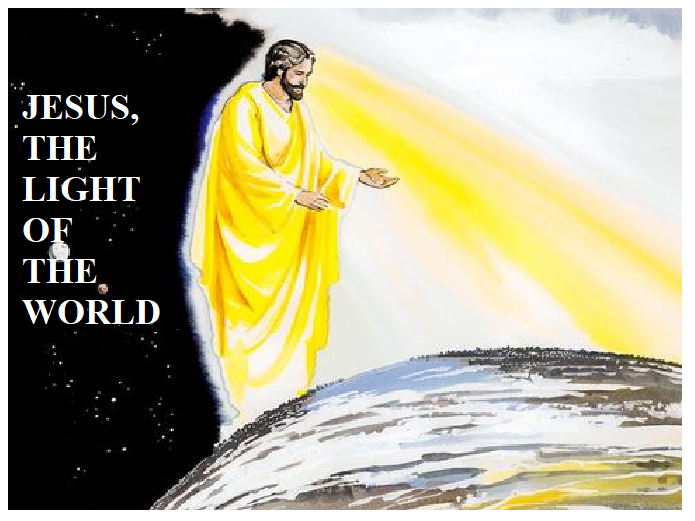 JESUS,
THE
LIGHT
OF
THE
WORLD